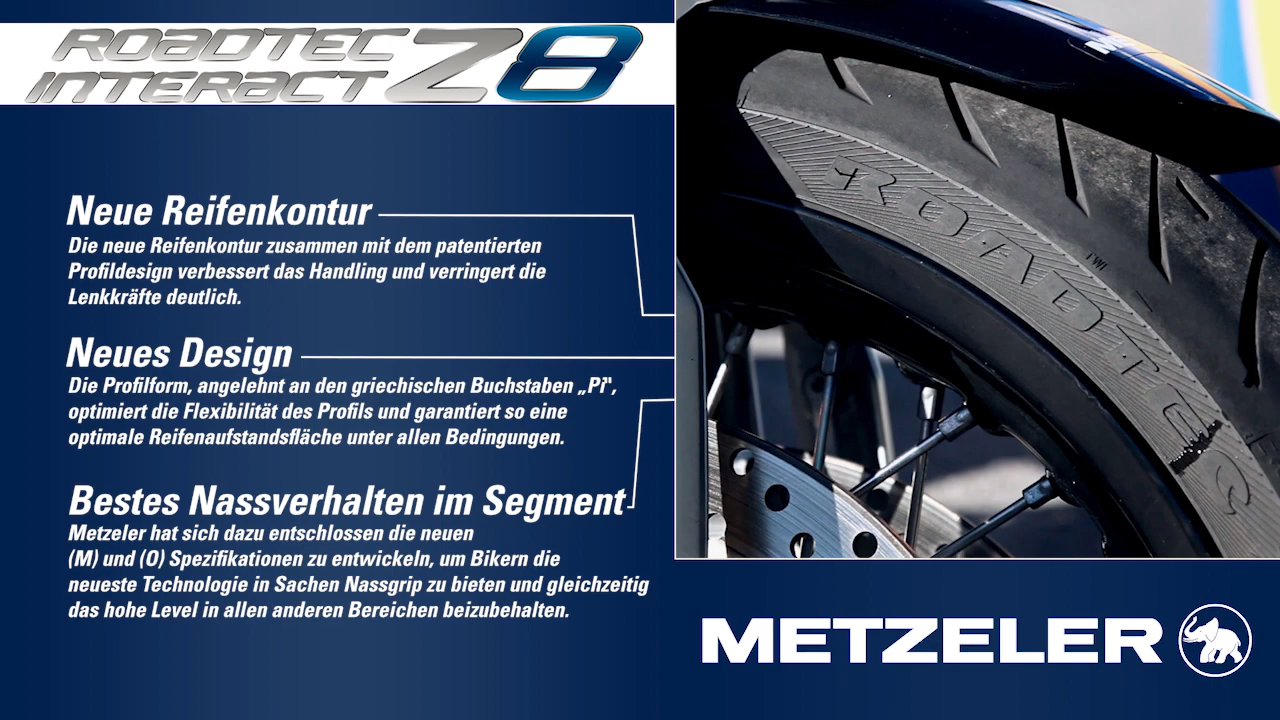 ROADTEC Z8
INTERACT
Neue Reifenkontur
Die neue Reifenkontur zusammen mit dem patentierten
Profildesign verbessert das Handling und verringert die
Lenkkräfte deutlich.
Neues Design
Die Profilform, angelehnt an den griechischen Buchstaben „Pi“,
optimiert die Flexibilität des Profils und garantiert so eine
optimale Reifenaufstandsfläche unter allen Bedingungen.
Bestes Nassverhalten im Segment
Metzeler hat sich dazu entschlossen die neuen
(M) und (O) Spezifikationen zu entwickeln, um Bikern die
neueste Technologie in Sachen Nassgrip zu bieten und gleichzeitig
das hohe Level in allen anderen Bereichen beizubehalten.
ROADTEC
TWI
METZELER